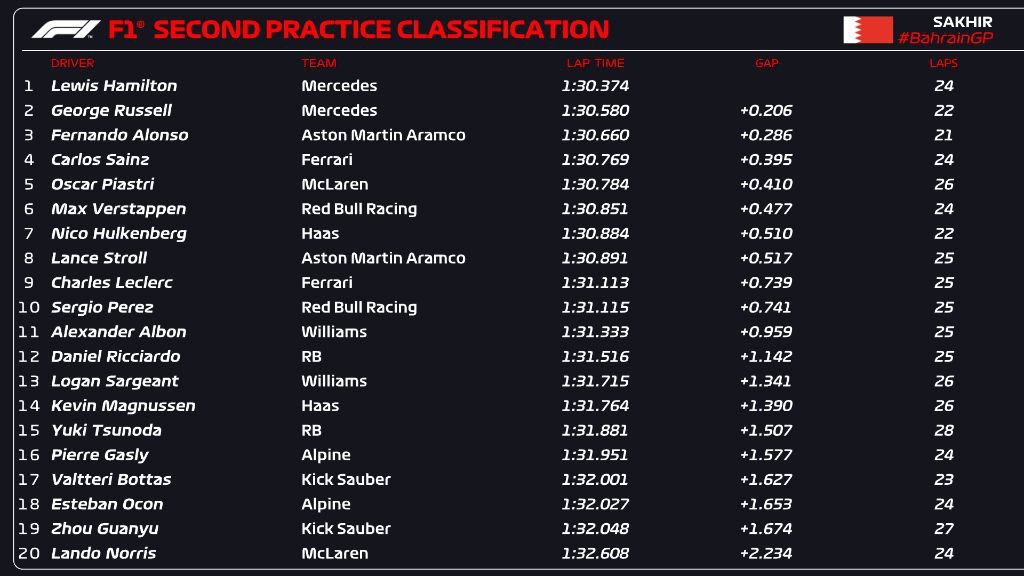 F1® SECOND PRACTICE CLASSIFICATION
SAKHIR
#BahrainGP
DRIVER TEAM LAP TIME GAP LAPS
1 Lewis Hamilton Mercedes 1:30.374 24
2 George Russell Mercedes 1:30.580 +0.206 22
3 Fernando Alonso Aston Martin Aramco 1:30.660 +0.286 21
4 Carlos Sainz Ferrari 1:30.769 +0.395 24
5 Oscar Piastri McLaren 1:30.784 +0.410 26
6 Max Verstappen Red Bull Racing 1:30.851 +0.477 24
7 Nico Hulkenberg Haas 1:30.884 +0.510 22
8 Lance Stroll Aston Martin Aramco 1:30.891 +0.517 25
9 Charles Leclerc Ferrari 1:31.113 +0.739 25
10 Sergio Perez Red Bull Racing 1:31.115 +0.741 25
11 Alexander Albon Williams 1:31.333 +0.959 25
12 Daniel Ricciardo RB 1:31.516 +1.142 25
13 Logan Sargeant Williams 1:31.715 +1.341 26
14 Kevin Magnussen Haas 1:31.764 +1.390 26
15 Yuki Tsunoda RB 1:31.881 +1.507 28
16 Pierre Gasly Alpine 1:31.951 +1.577 24
17 Valtteri Bottas Kick Sauber 1:32.001 +1.627 23
18 Esteban Ocon Alpine 1:32.027 +1.653 24
19 Zhou Guanyu Kick Sauber 1:32.048 +1.674 27
20 Lando Norris McLaren 1:32.608 +2.234 24